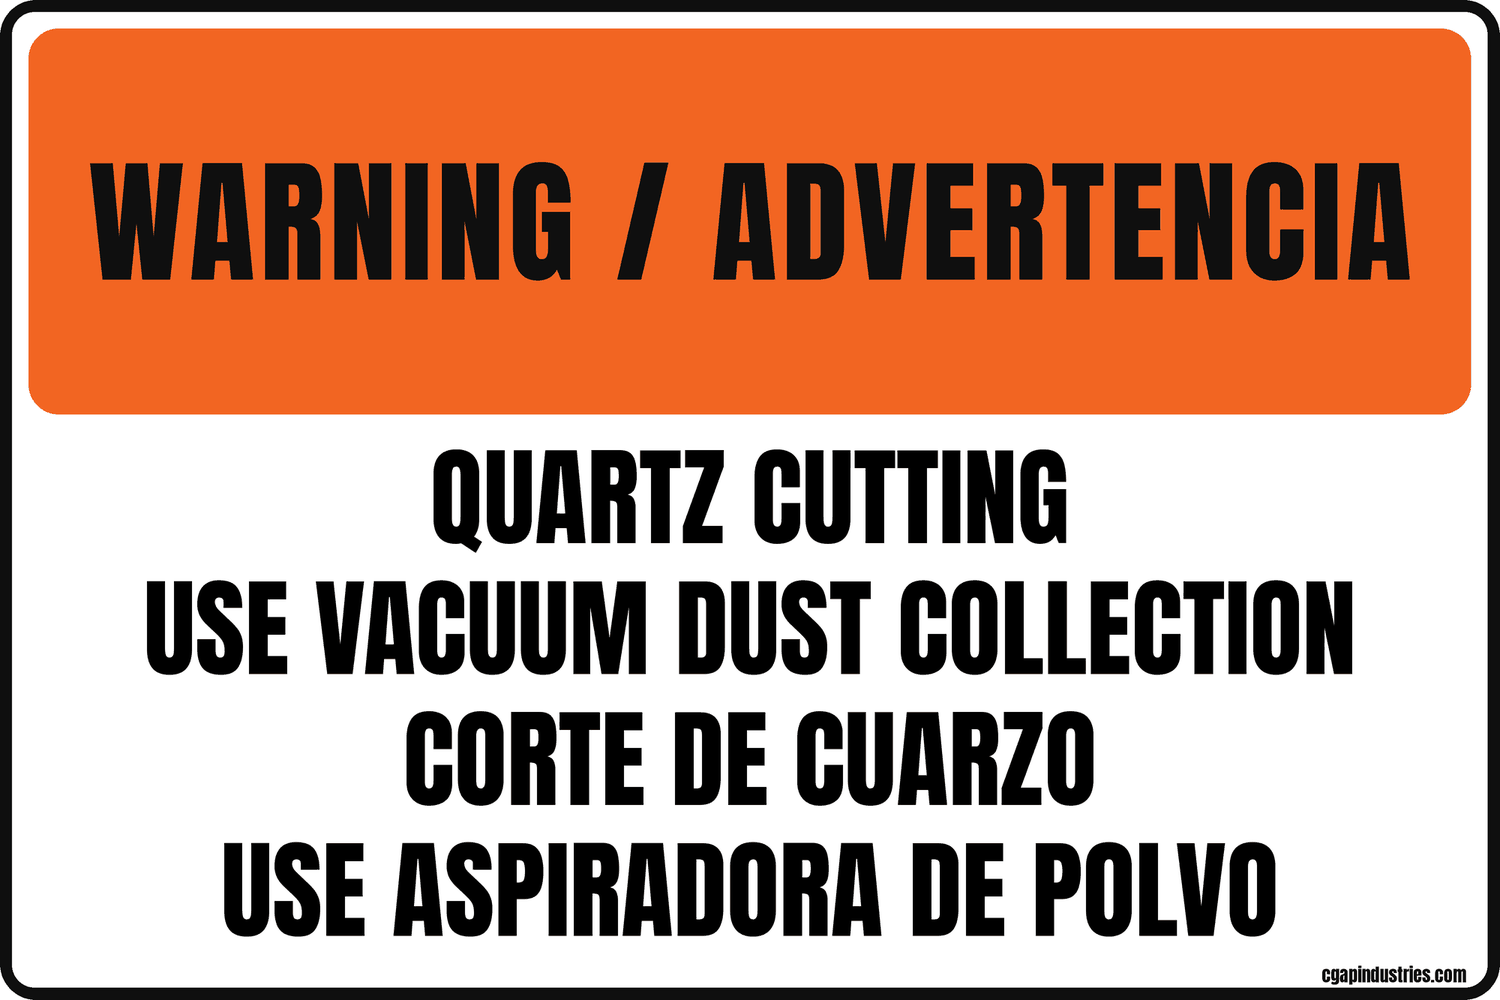 WARNING / ADVERTENCIA
QUARTZ CUTTING
USE VACUUM DUST COLLECTION
CORTE DE CUARZO
USE ASPIRADORA DE POLVO
cgapindustries.com